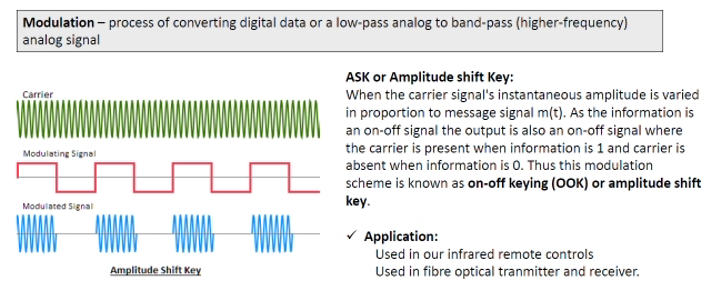 Modulation – process of converting digital data or a low-pass analog to band-pass (higher-frequency)
analog signal
Carrier
Modulating Signal
Modulated Signal
Amplitude Shift Key
ASK or Amplitude shift Key:
When the carrier signal's instantaneous amplitude is varied
in proportion to message signal m(t). As the information is
an on-off signal the output is also an on-off signal where
the carrier is present when information is 1 and carrier is
absent when information is 0. Thus this modulation
scheme is known as on-off keying (OOK) or amplitude shift
key.
✓ Application:
Used in our infrared remote controls
Used in fibre optical tranmitter and receiver.